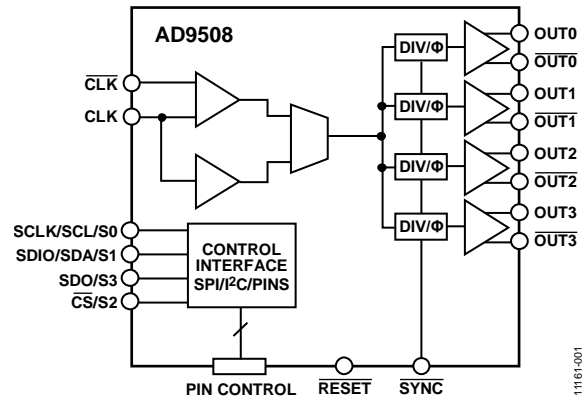 AD9508
CLK
CLK
SCLK/SCL/S0
SDIO/SDA/S1
SDO/S3
CS/S2
CONTROL
INTERFACE
SPI/I2C/PINS
DIV/Φ
DIV/Φ
DIV/Φ
DIV/Φ
OUT0
OUT0
OUT1
OUT1
OUT2
OUT2
OUT3
OUT3
PIN CONTROL
RESET
SYNC
11161-001